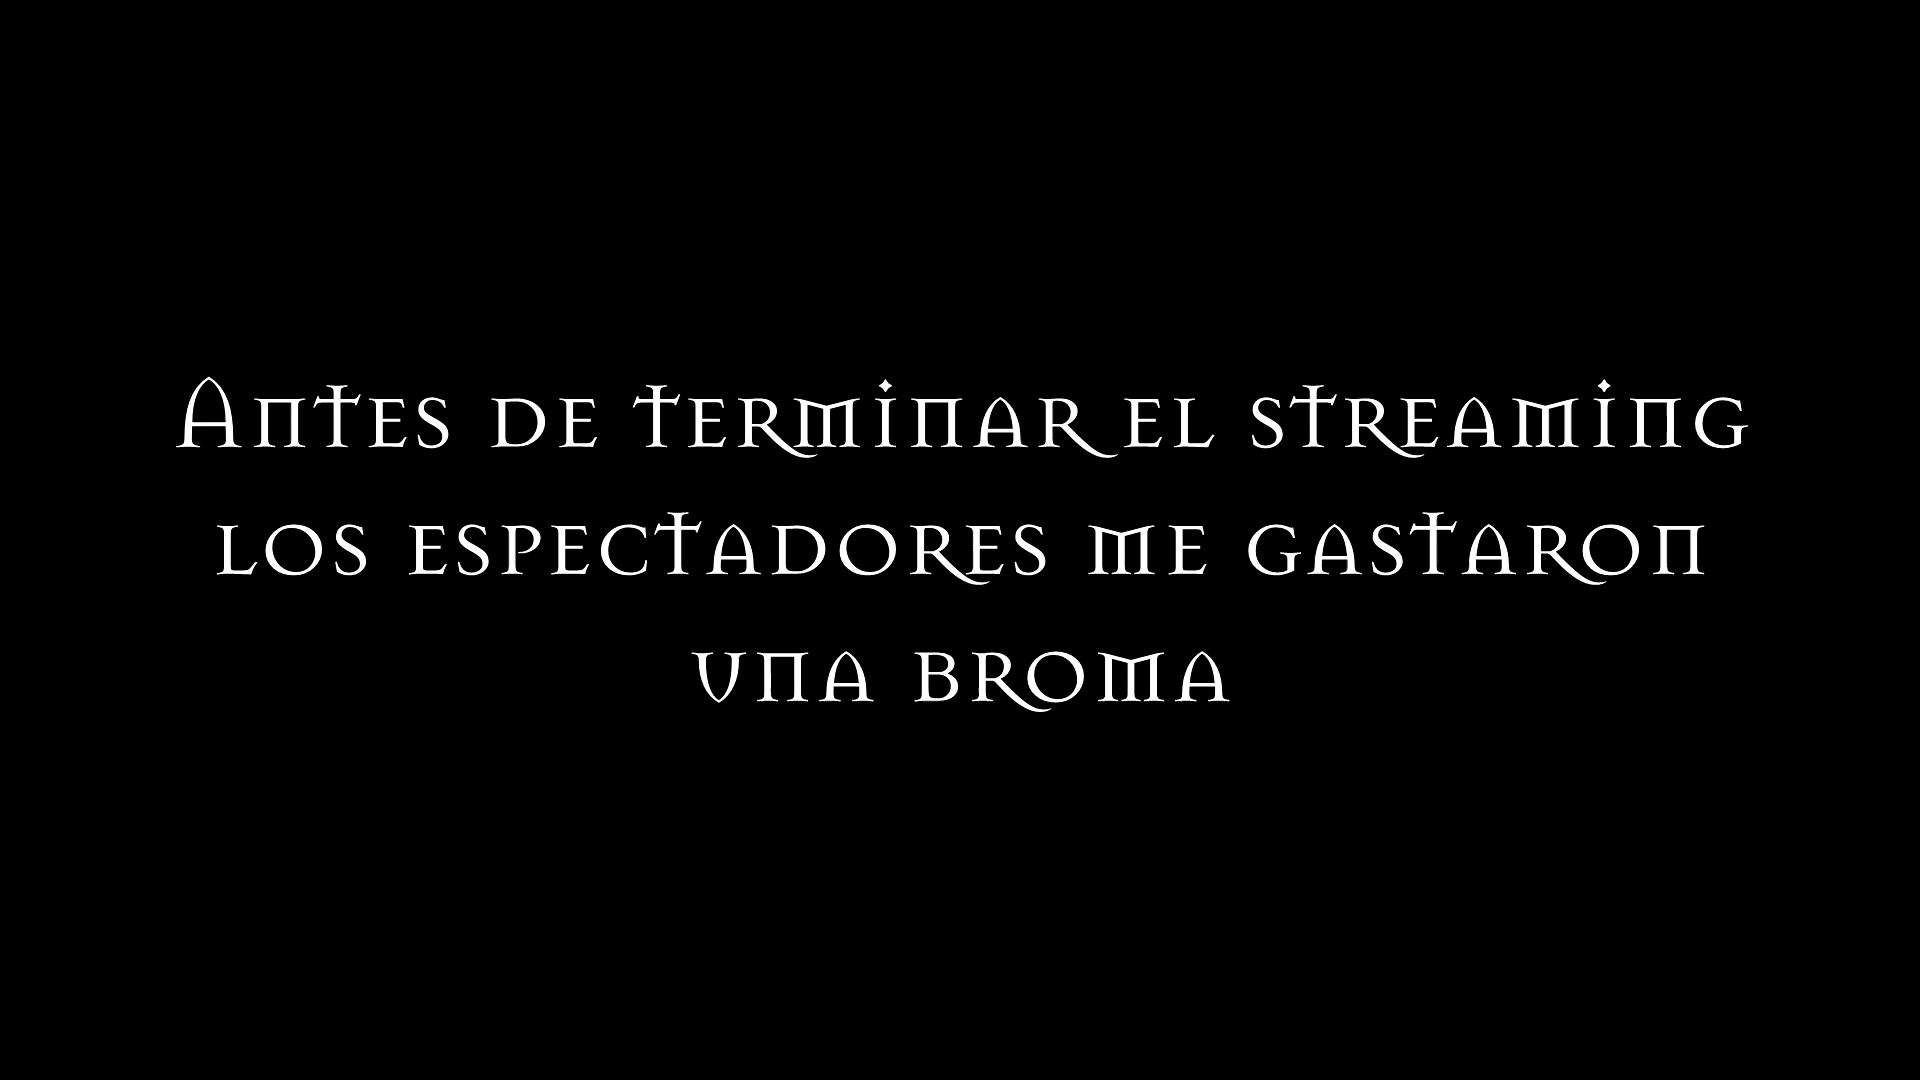 Antes de terminar el streaming
los espectadores me gastaron
una broma